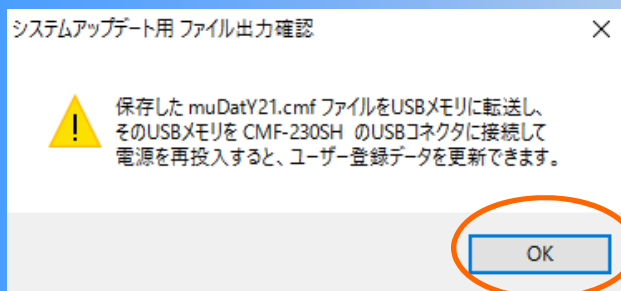 システムアップデート用 ファイル出力確認
保存した muDatY21.cmf ファイルをUSBメモリに転送し、
そのUSBメモリを CMF-230SH のUSBコネクタに接続して
電源を再投入すると、ユーザー登録データを更新できます。
OK